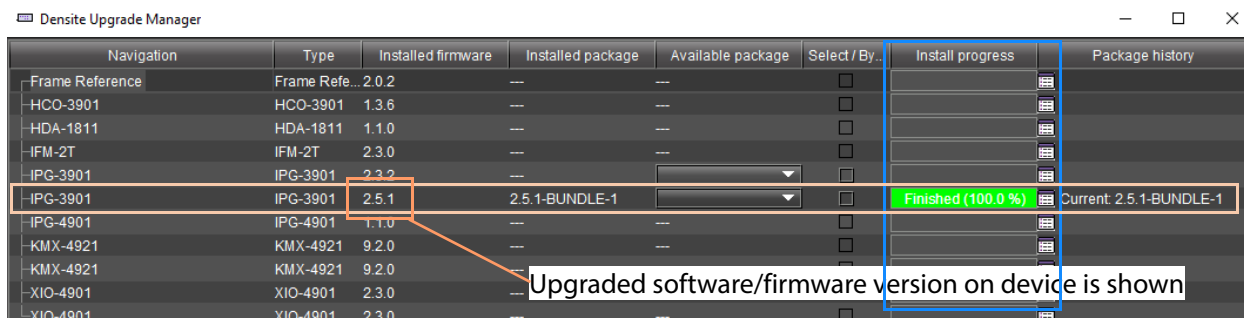 Densite Upgrade Manager
Navigation Type Installed firmware Installed package Available package Select / By... Install progress Package history
Frame Reference Frame Refe... 2.0.2 --- ---
HCO-3901 HCO-3901 1.3.6 --- ---
HDA-1811 HDA-1811 1.1.0 --- ---
IFM-2T IFM-2T 2.3.0 --- ---
IPG-3901 IPG-3901 2.3.2 ---
IPG-3901 IPG-3901 2.5.1 2.5.1-BUNDLE-1 Finished (100.0 %) Current: 2.5.1-BUNDLE-1
IPG-4901 IPG-4901 1.1.0 --- ---
KMX-4921 KMX-4921 9.2.0 --- ---
KMX-4921 KMX-4921 9.2.0 ---
Upgraded software/firmware version on device is shown
XIO-4901 XIO-4901 2.3.0 ---
XIO-4901 XIO-4901 2.3.0 --- ---